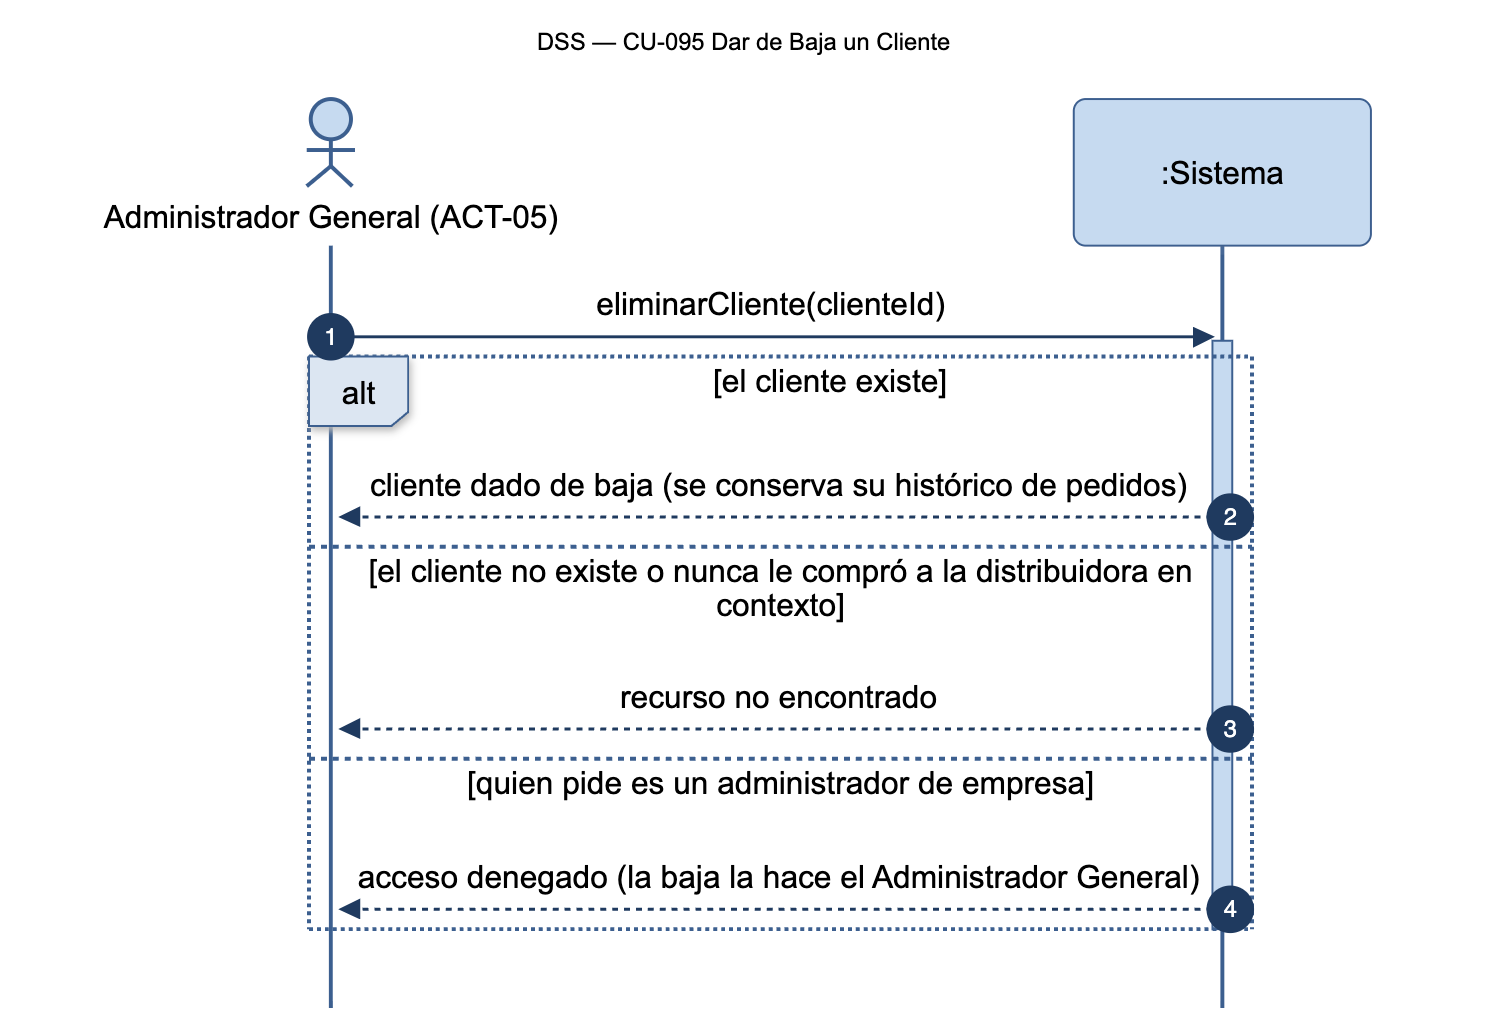 DSS — CU-095 Dar de Baja un Cliente
Administrador General (ACT-05)
:Sistema
eliminarCliente(clienteId)
1
alt
[el cliente existe]
cliente dado de baja (se conserva su histórico de pedidos)
2
[el cliente no existe o nunca le compró a la distribuidora en
contexto]
recurso no encontrado
3
[quien pide es un administrador de empresa]
acceso denegado (la baja la hace el Administrador General)
4